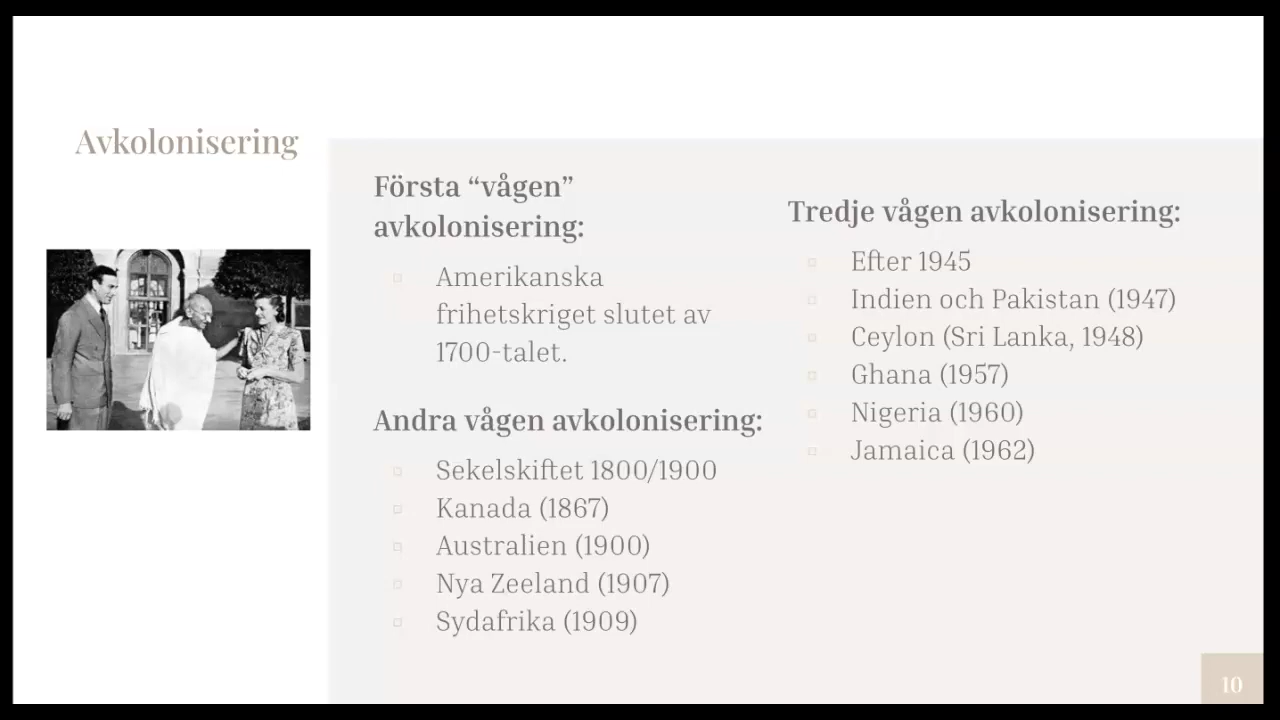 Avkolonisering
Första “vågen”
avkolonisering:
Amerikanska
frihetskriget slutet av
1700-talet.
Andra vågen avkolonisering:
Sekelskiftet 1800/1900
Kanada (1867)
Australien (1900)
Nya Zeeland (1907)
Sydafrika (1909)
Tredje vågen avkolonisering:
Efter 1945
Indien och Pakistan (1947)
Ceylon (Sri Lanka, 1948)
Ghana (1957)
Nigeria (1960)
Jamaica (1962)
10